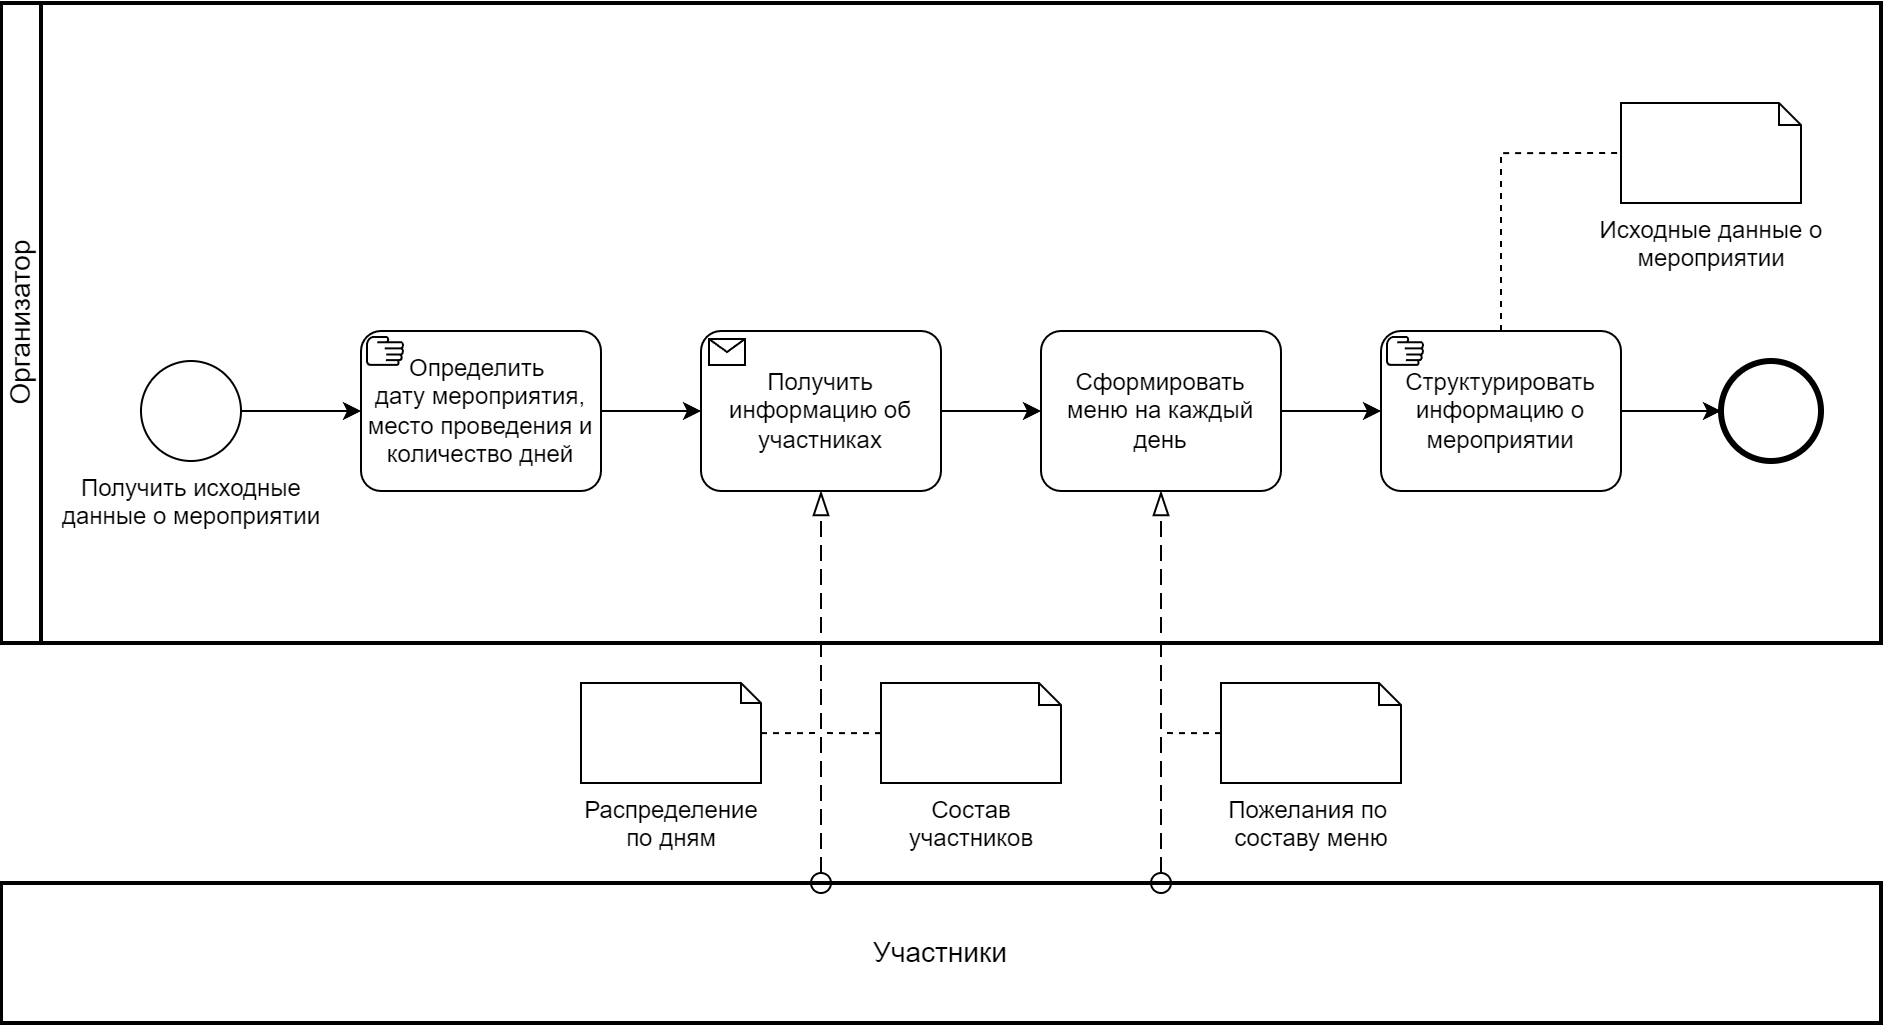 Организатор
Исходные данные о
мероприятии
Получить исходные
данные о мероприятии
Определить
дату мероприятия,
место проведения и
количество дней
Получить
информацию об
участниках
Сформировать
меню на каждый
день
Структурировать
информацию о
мероприятии
Распределение
по дням
Состав
участников
Пожелания по
составу меню
Участники